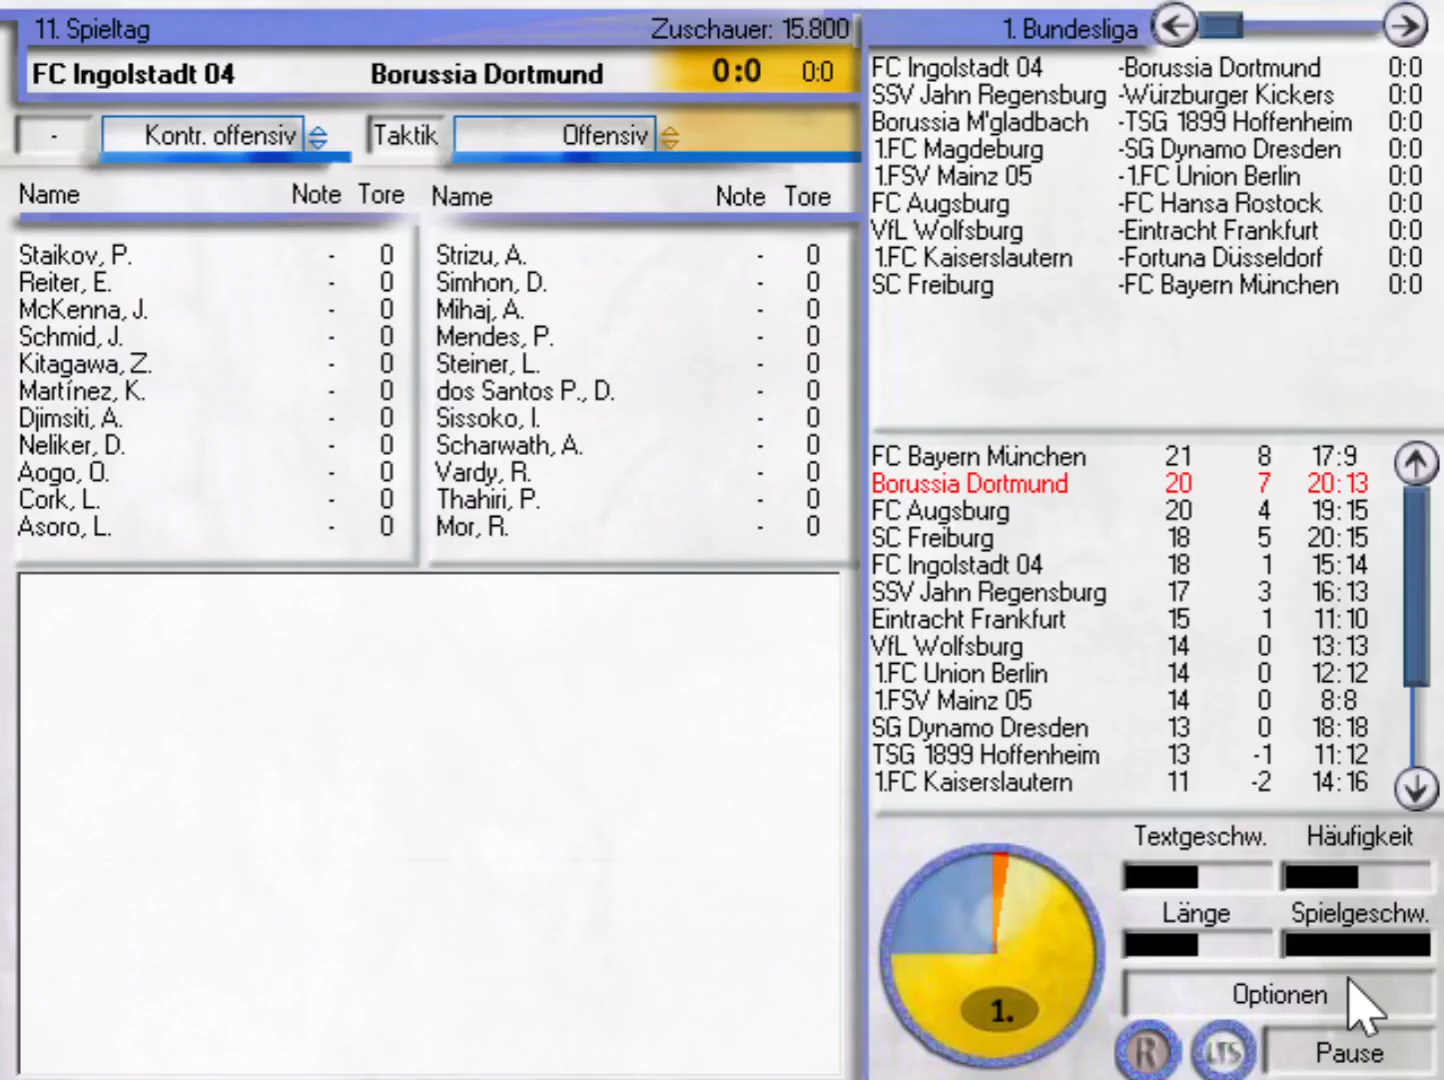 11. Spieltag Zuschauer: 15.800
FC Ingolstadt 04 Borussia Dortmund 0:0 0:0
- Kontr. offensiv Taktik Offensiv
Name Note Tore Name Note Tore
Staikov, P. - 0 Strizu, A. - 0
Reiter, E. - 0 Simhon, D. - 0
McKenna, J. - 0 Mihaj, A. - 0
Schmid, J. - 0 Mendes, P. - 0
Kitagawa, Z. - 0 Steiner, L. - 0
Martínez, K. - 0 dos Santos P., D. - 0
Djimsiti, A. - 0 Sissoko, I. - 0
Neliker, D. - 0 Scharwath, A. - 0
Aogo, O. - 0 Vardy, R. - 0
Cork, L. - 0 Thahiri, P. - 0
Asoro, L. - 0 Mor, R. - 0
1. Bundesliga
FC Ingolstadt 04 -Borussia Dortmund 0:0
SSV Jahn Regensburg -Würzburger Kickers 0:0
Borussia M'gladbach -TSG 1899 Hoffenheim 0:0
1.FC Magdeburg -SG Dynamo Dresden 0:0
1.FSV Mainz 05 -1.FC Union Berlin 0:0
FC Augsburg -FC Hansa Rostock 0:0
VfL Wolfsburg -Eintracht Frankfurt 0:0
1.FC Kaiserslautern -Fortuna Düsseldorf 0:0
SC Freiburg -FC Bayern München 0:0
FC Bayern München 21 8 17:9
Borussia Dortmund 20 7 20:13
FC Augsburg 20 4 19:15
SC Freiburg 18 5 20:15
FC Ingolstadt 04 18 1 15:14
SSV Jahn Regensburg 17 3 16:13
Eintracht Frankfurt 15 1 11:10
VfL Wolfsburg 14 0 13:13
1.FC Union Berlin 14 0 12:12
1.FSV Mainz 05 14 0 8:8
SG Dynamo Dresden 13 0 18:18
TSG 1899 Hoffenheim 13 -1 11:12
1.FC Kaiserslautern 11 -2 14:16
Textgeschw. Häufigkeit
Länge Spielgeschw.
Optionen
1.
R LTS Pause